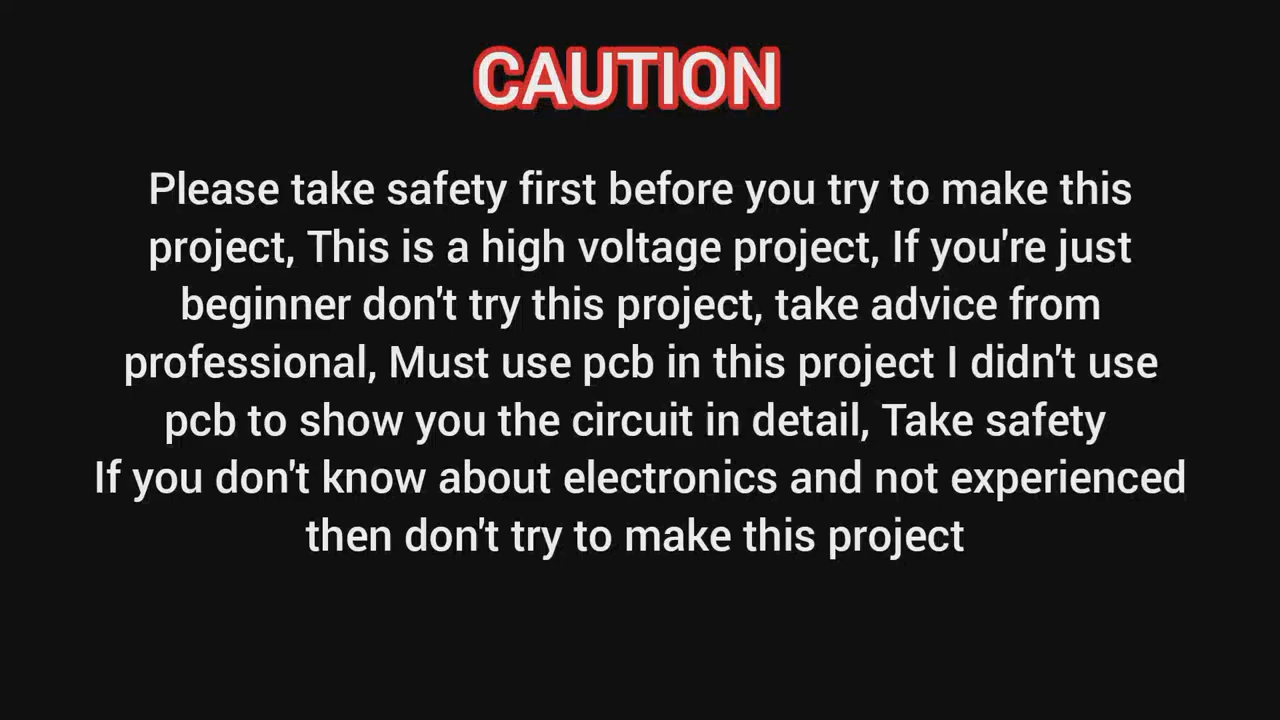 CAUTION
Please take safety first before you try to make this
project, This is a high voltage project, If you're just
beginner don't try this project, take advice from
professional, Must use pcb in this project I didn't use
pcb to show you the circuit in detail, Take safety
If you don't know about electronics and not experienced
then don't try to make this project